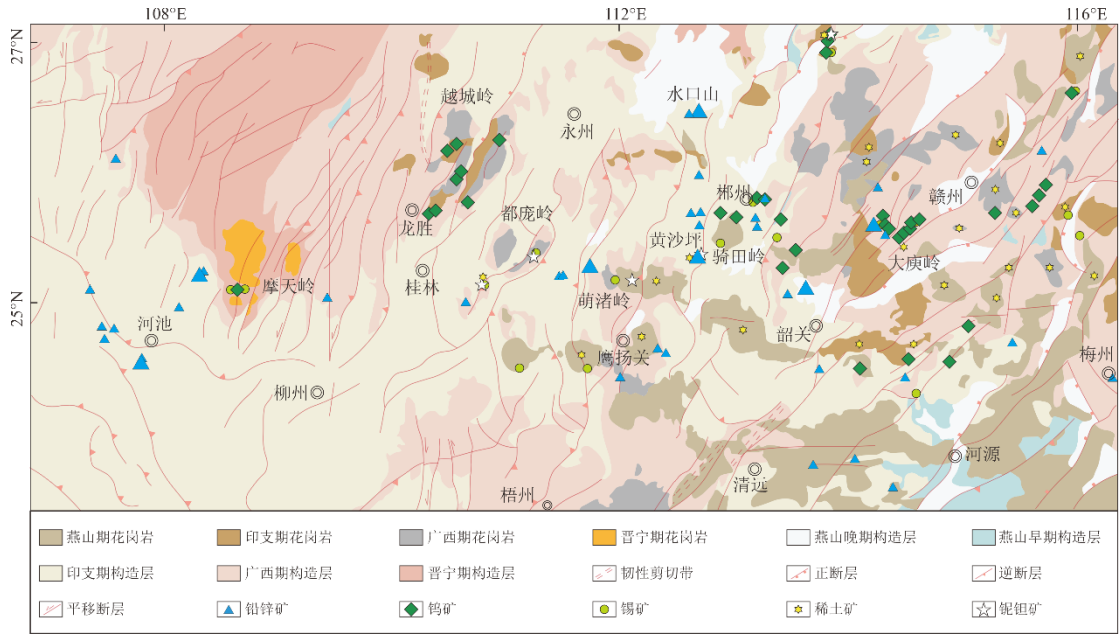 108°E 112°E 116°E
27°N
25°N
越城岭
水口山
永州
郴州
赣州
龙胜
都庞岭
黄沙坪
骑田岭
大庾岭
桂林
摩天岭
萌渚岭
河池
韶关
鹰扬关
梅州
柳州
河源
清远
梧州
燕山期花岗岩 印支期花岗岩 广西期花岗岩 晋宁期花岗岩 燕山晚期构造层 燕山早期构造层
印支期构造层 广西期构造层 晋宁期构造层 韧性剪切带 正断层 逆断层
平移断层 铅锌矿 钨矿 锡矿 稀土矿 铌钽矿